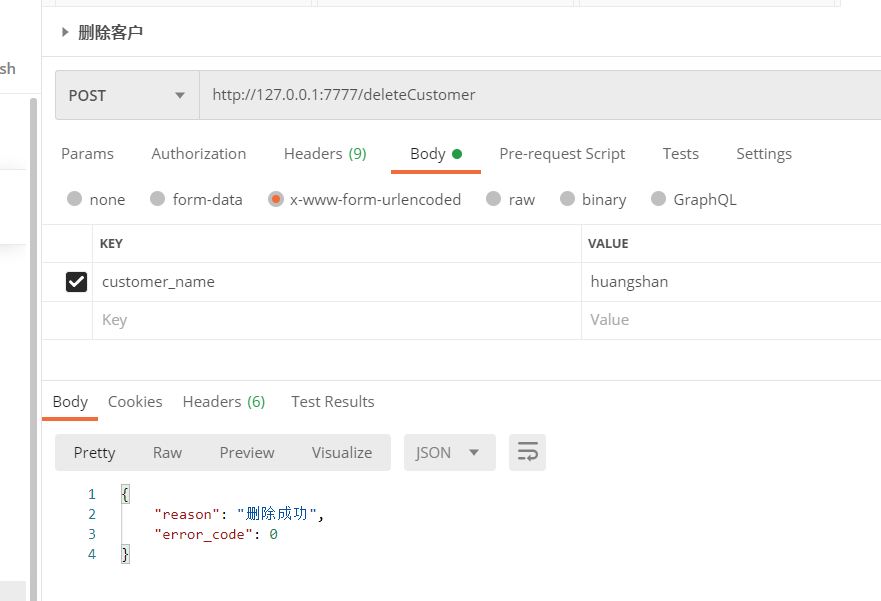 删除客户
sh
POST http://127.0.0.1:7777/deleteCustomer
Params Authorization Headers (9) Body Pre-request Script Tests Settings
none form-data x-www-form-urlencoded raw binary GraphQL
KEY VALUE
customer_name huangshan
Key Value
Body Cookies Headers (6) Test Results
Pretty Raw Preview Visualize JSON
1 {
2 "reason": "删除成功",
3 "error_code": 0
4 }